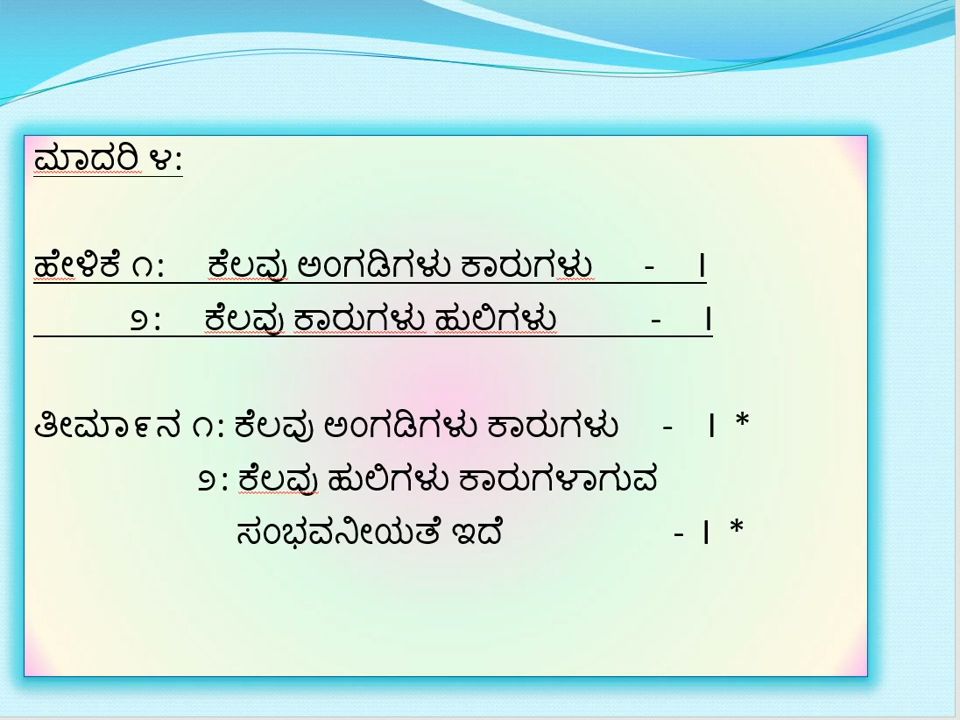 ಮಾದರಿ ೪:
ಹೇಳಿಕೆ ೧: ಕೆಲವು ಅಂಗಡಿಗಳು ಕಾರುಗಳು - I
೨: ಕೆಲವು ಕಾರುಗಳು ಹುಲಿಗಳು - I
ತೀಮಾ೯ನ ೧: ಕೆಲವು ಅಂಗಡಿಗಳು ಕಾರುಗಳು - I *
೨: ಕೆಲವು ಹುಲಿಗಳು ಕಾರುಗಳಾಗುವ
ಸಂಭವನೀಯತೆ ಇದೆ - I *